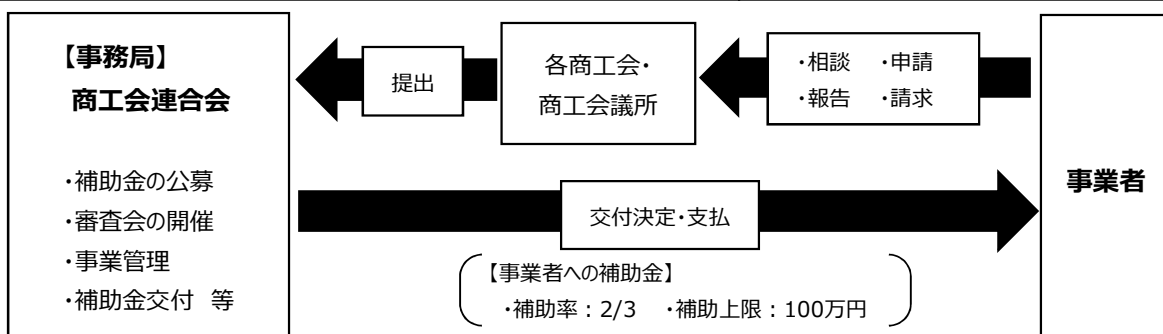 【事務局】
商工会連合会
・補助金の公募
・審査会の開催
・事業管理
・補助金交付 等
提出
各商工会・
商工会議所
・相談 ・申請
・報告 ・請求
事業者
交付決定・支払
【事業者への補助金】
・補助率：2/3 ・補助上限：100万円